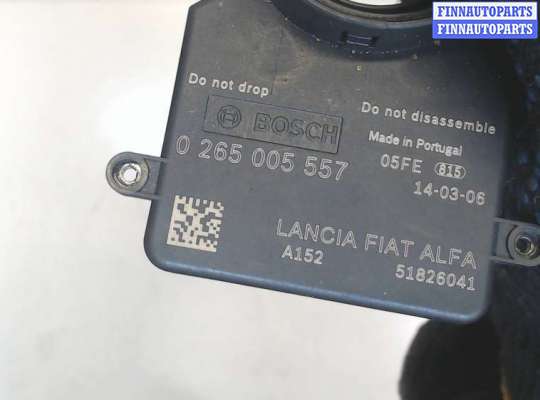 FINNAUTOPARTS
FINNAUTOPARTS
Do not drop
Do not disassemble
BOSCH
Made in Portugal
0 265 005 557
05FE 815
14-03-06
LANCIA FIAT ALFA
A152
51826041